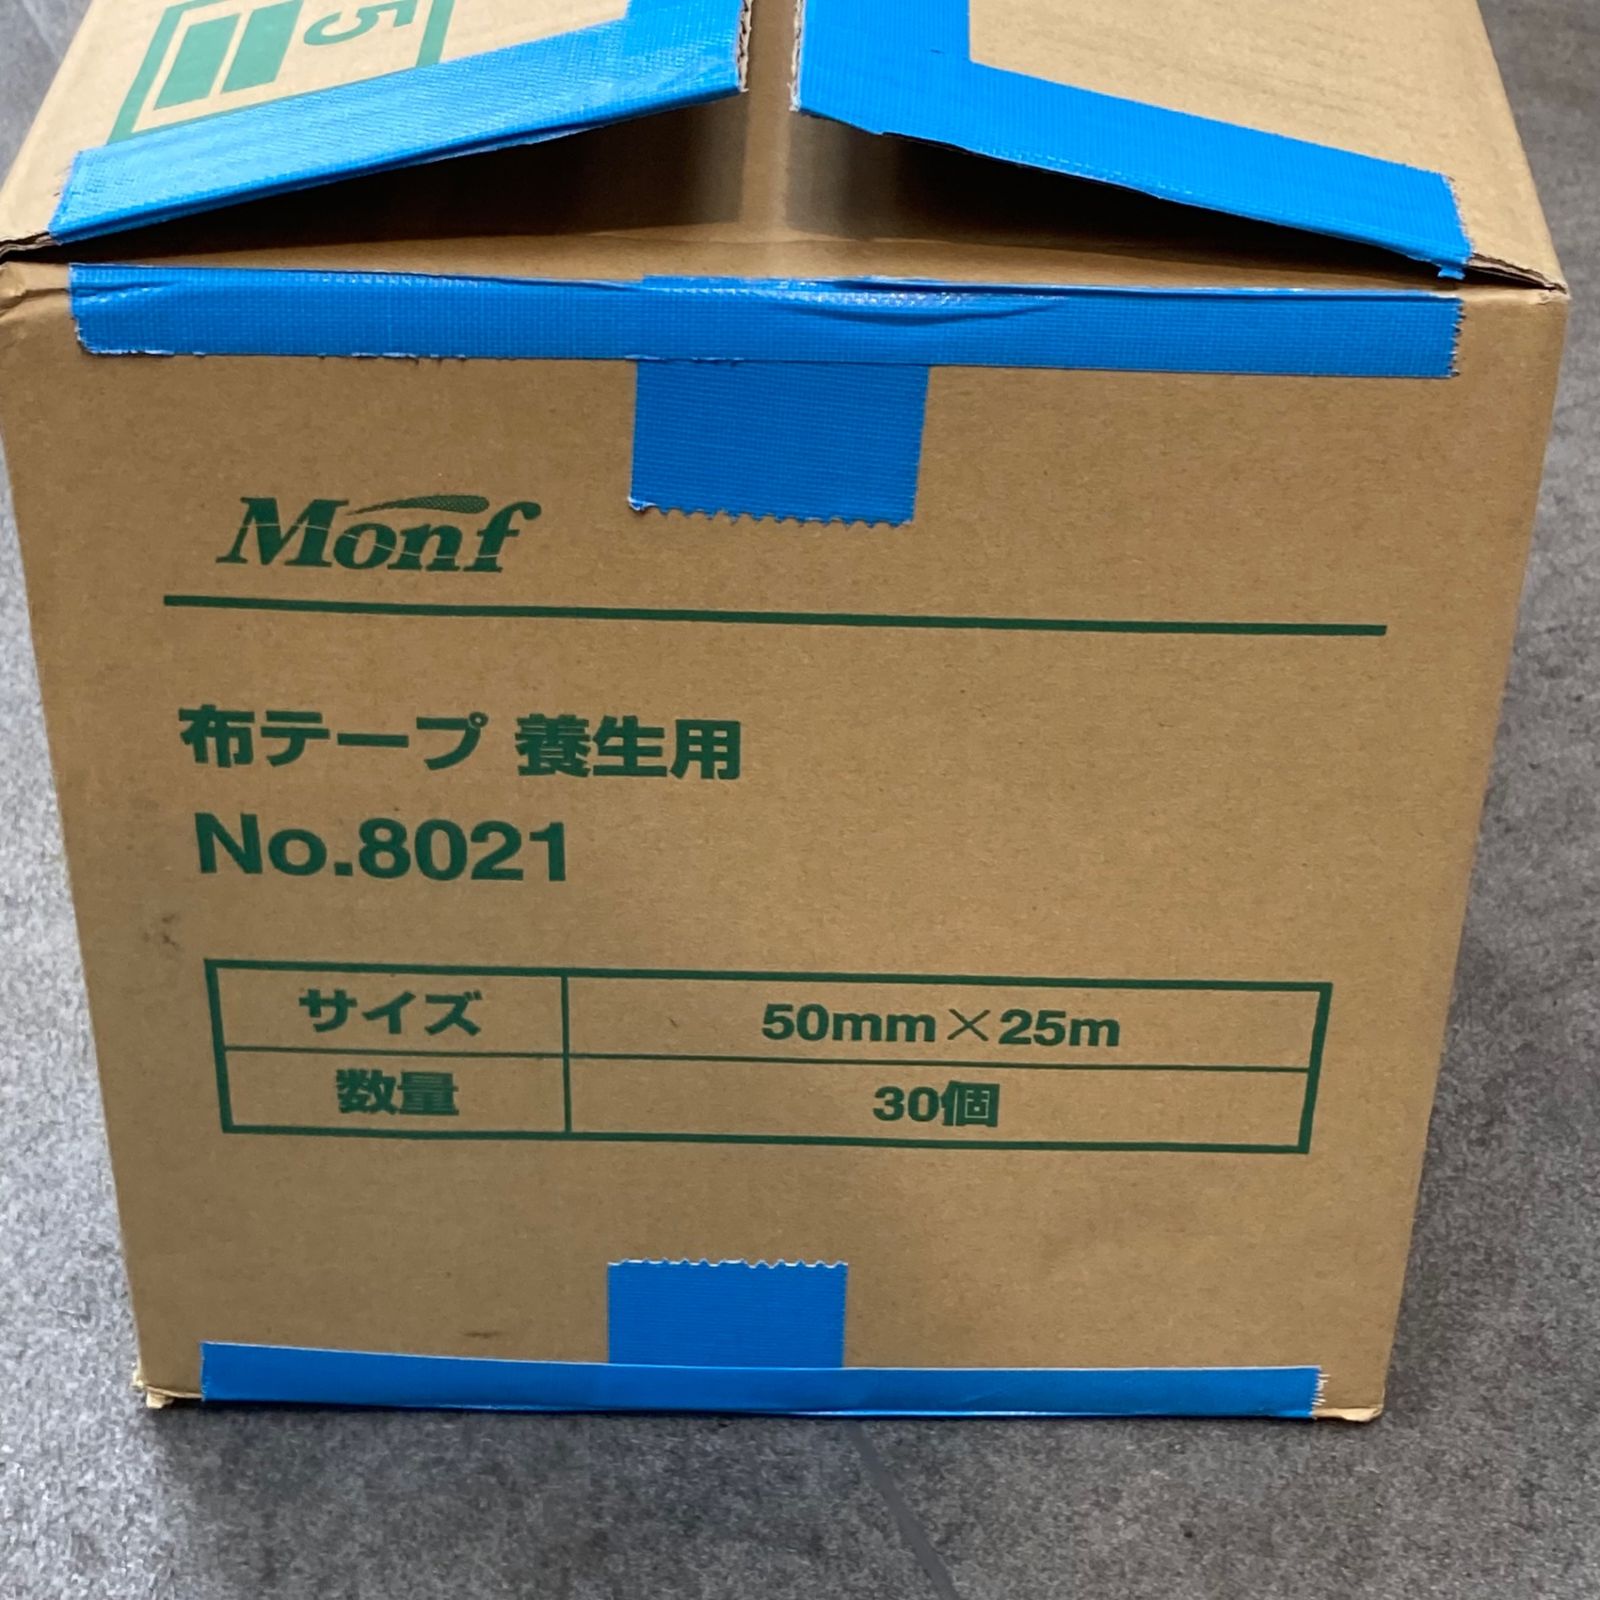 5
Monf
布テープ 養生用
No.8021
サイズ 50mm×25m
数量 30個